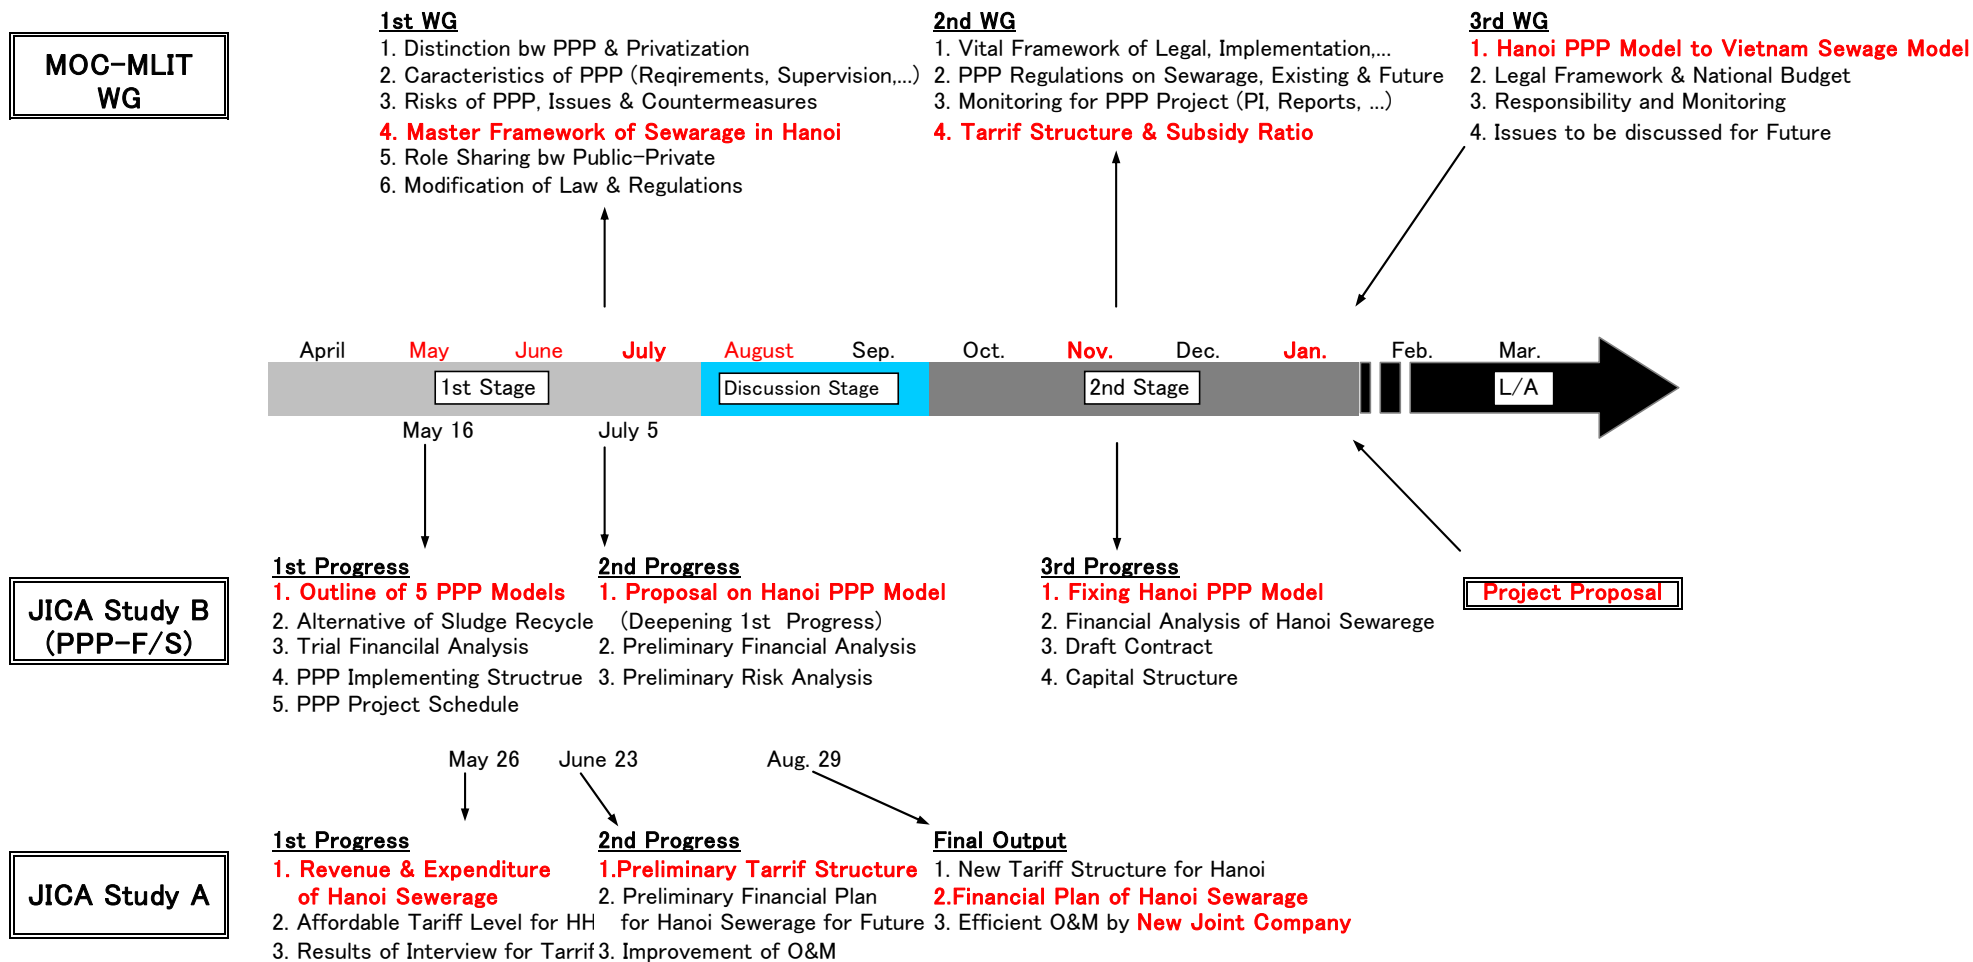 MOC-MLIT
WG
1st WG
1. Distinction bw PPP & Privatization
2. Caracteristics of PPP (Reqirements, Supervision,...)
3. Risks of PPP, Issues & Countermeasures
4. Master Framework of Sewarage in Hanoi
5. Role Sharing bw Public-Private
6. Modification of Law & Regulations
2nd WG
1. Vital Framework of Legal, Implementation,...
2. PPP Regulations on Sewarage, Existing & Future
3. Monitoring for PPP Project (PI, Reports, ...)
4. Tarrif Structure & Subsidy Ratio
3rd WG
1. Hanoi PPP Model to Vietnam Sewage Model
2. Legal Framework & National Budget
3. Responsibility and Monitoring
4. Issues to be discussed for Future
April May June July August Sep. Oct. Nov. Dec. Jan. Feb. Mar.
1st Stage Discussion Stage 2nd Stage L/A
May 16 July 5
JICA Study B
(PPP-F/S)
1st Progress
1. Outline of 5 PPP Models
2. Alternative of Sludge Recycle
3. Trial Financilal Analysis
4. PPP Implementing Structrue
5. PPP Project Schedule
2nd Progress
1. Proposal on Hanoi PPP Model
(Deepening 1st Progress)
2. Preliminary Financial Analysis
3. Preliminary Risk Analysis
3rd Progress
1. Fixing Hanoi PPP Model
2. Financial Analysis of Hanoi Sewarege
3. Draft Contract
4. Capital Structure
Project Proposal
May 26 June 23 Aug. 29
JICA Study A
1st Progress
1. Revenue & Expenditure
of Hanoi Sewerage
2. Affordable Tariff Level for HH
3. Results of Interview for Tarrif
2nd Progress
1.Preliminary Tarrif Structure
2. Preliminary Financial Plan
for Hanoi Sewerage for Future
3. Improvement of O&M
Final Output
1. New Tariff Structure for Hanoi
2.Financial Plan of Hanoi Sewarage
3. Efficient O&M by New Joint Company